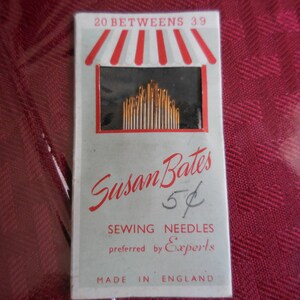 20 BETWEENS 3/9
Susan Bates
5¢
SEWING NEEDLES
preferred by Experts
MADE IN ENGLAND